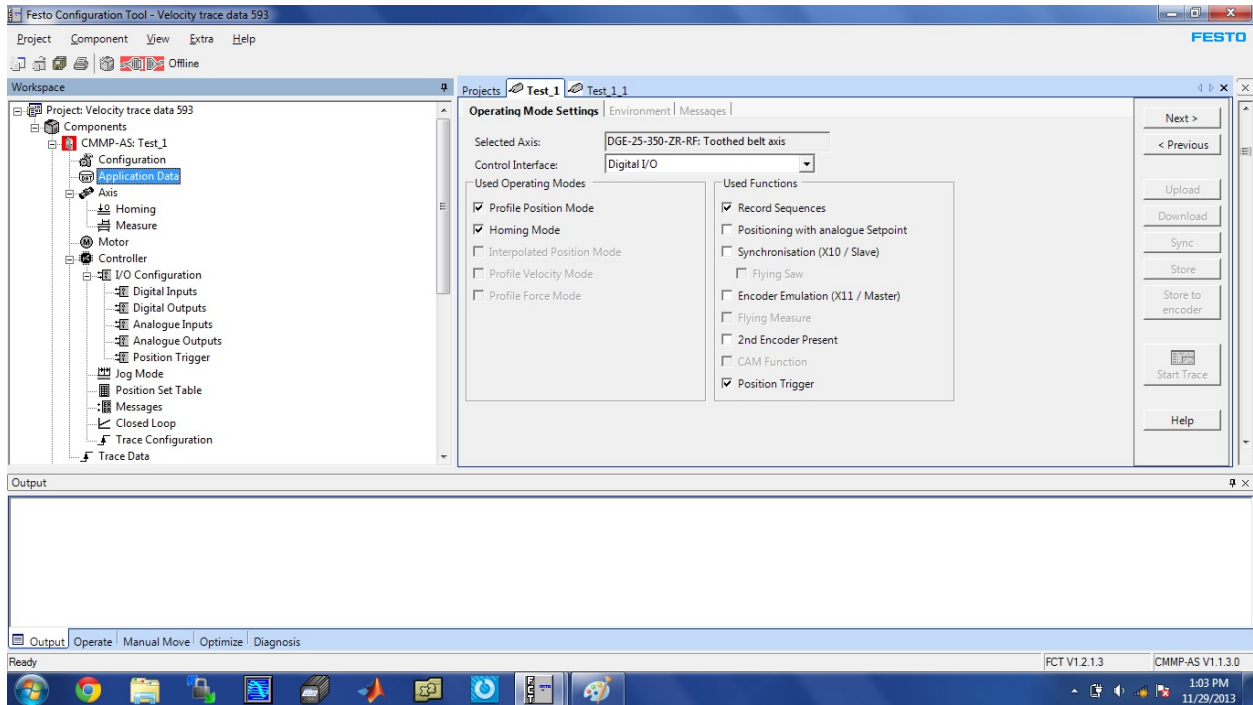 Festo Configuration Tool - Velocity trace data 593
Project Component View Extra Help
FESTO
Offline
Workspace
Project: Velocity trace data 593
Components
CMMP-AS: Test_1
Configuration
Application Data
Axis
Homing
Measure
Motor
Controller
I/O Configuration
Digital Inputs
Digital Outputs
Analogue Inputs
Analogue Outputs
Position Trigger
Jog Mode
Position Set Table
Messages
Closed Loop
Trace Configuration
Trace Data
Projects Test_1 Test_1_1
Operating Mode Settings Environment Messages
Selected Axis: DGE-25-350-ZR-RF: Toothed belt axis
Control Interface: Digital I/O
Used Operating Modes
Profile Position Mode
Homing Mode
Interpolated Position Mode
Profile Velocity Mode
Profile Force Mode
Used Functions
Record Sequences
Positioning with analogue Setpoint
Synchronisation (X10 / Slave)
Flying Saw
Encoder Emulation (X11 / Master)
Flying Measure
2nd Encoder Present
CAM Function
Position Trigger
Next >
< Previous
Upload
Download
Sync
Store
Store to
encoder
Start Trace
Help
Output
Output Operate Manual Move Optimize Diagnosis
Ready FCT V1.2.1.3 CMMP-AS V1.1.3.0
1:03 PM
11/29/2013